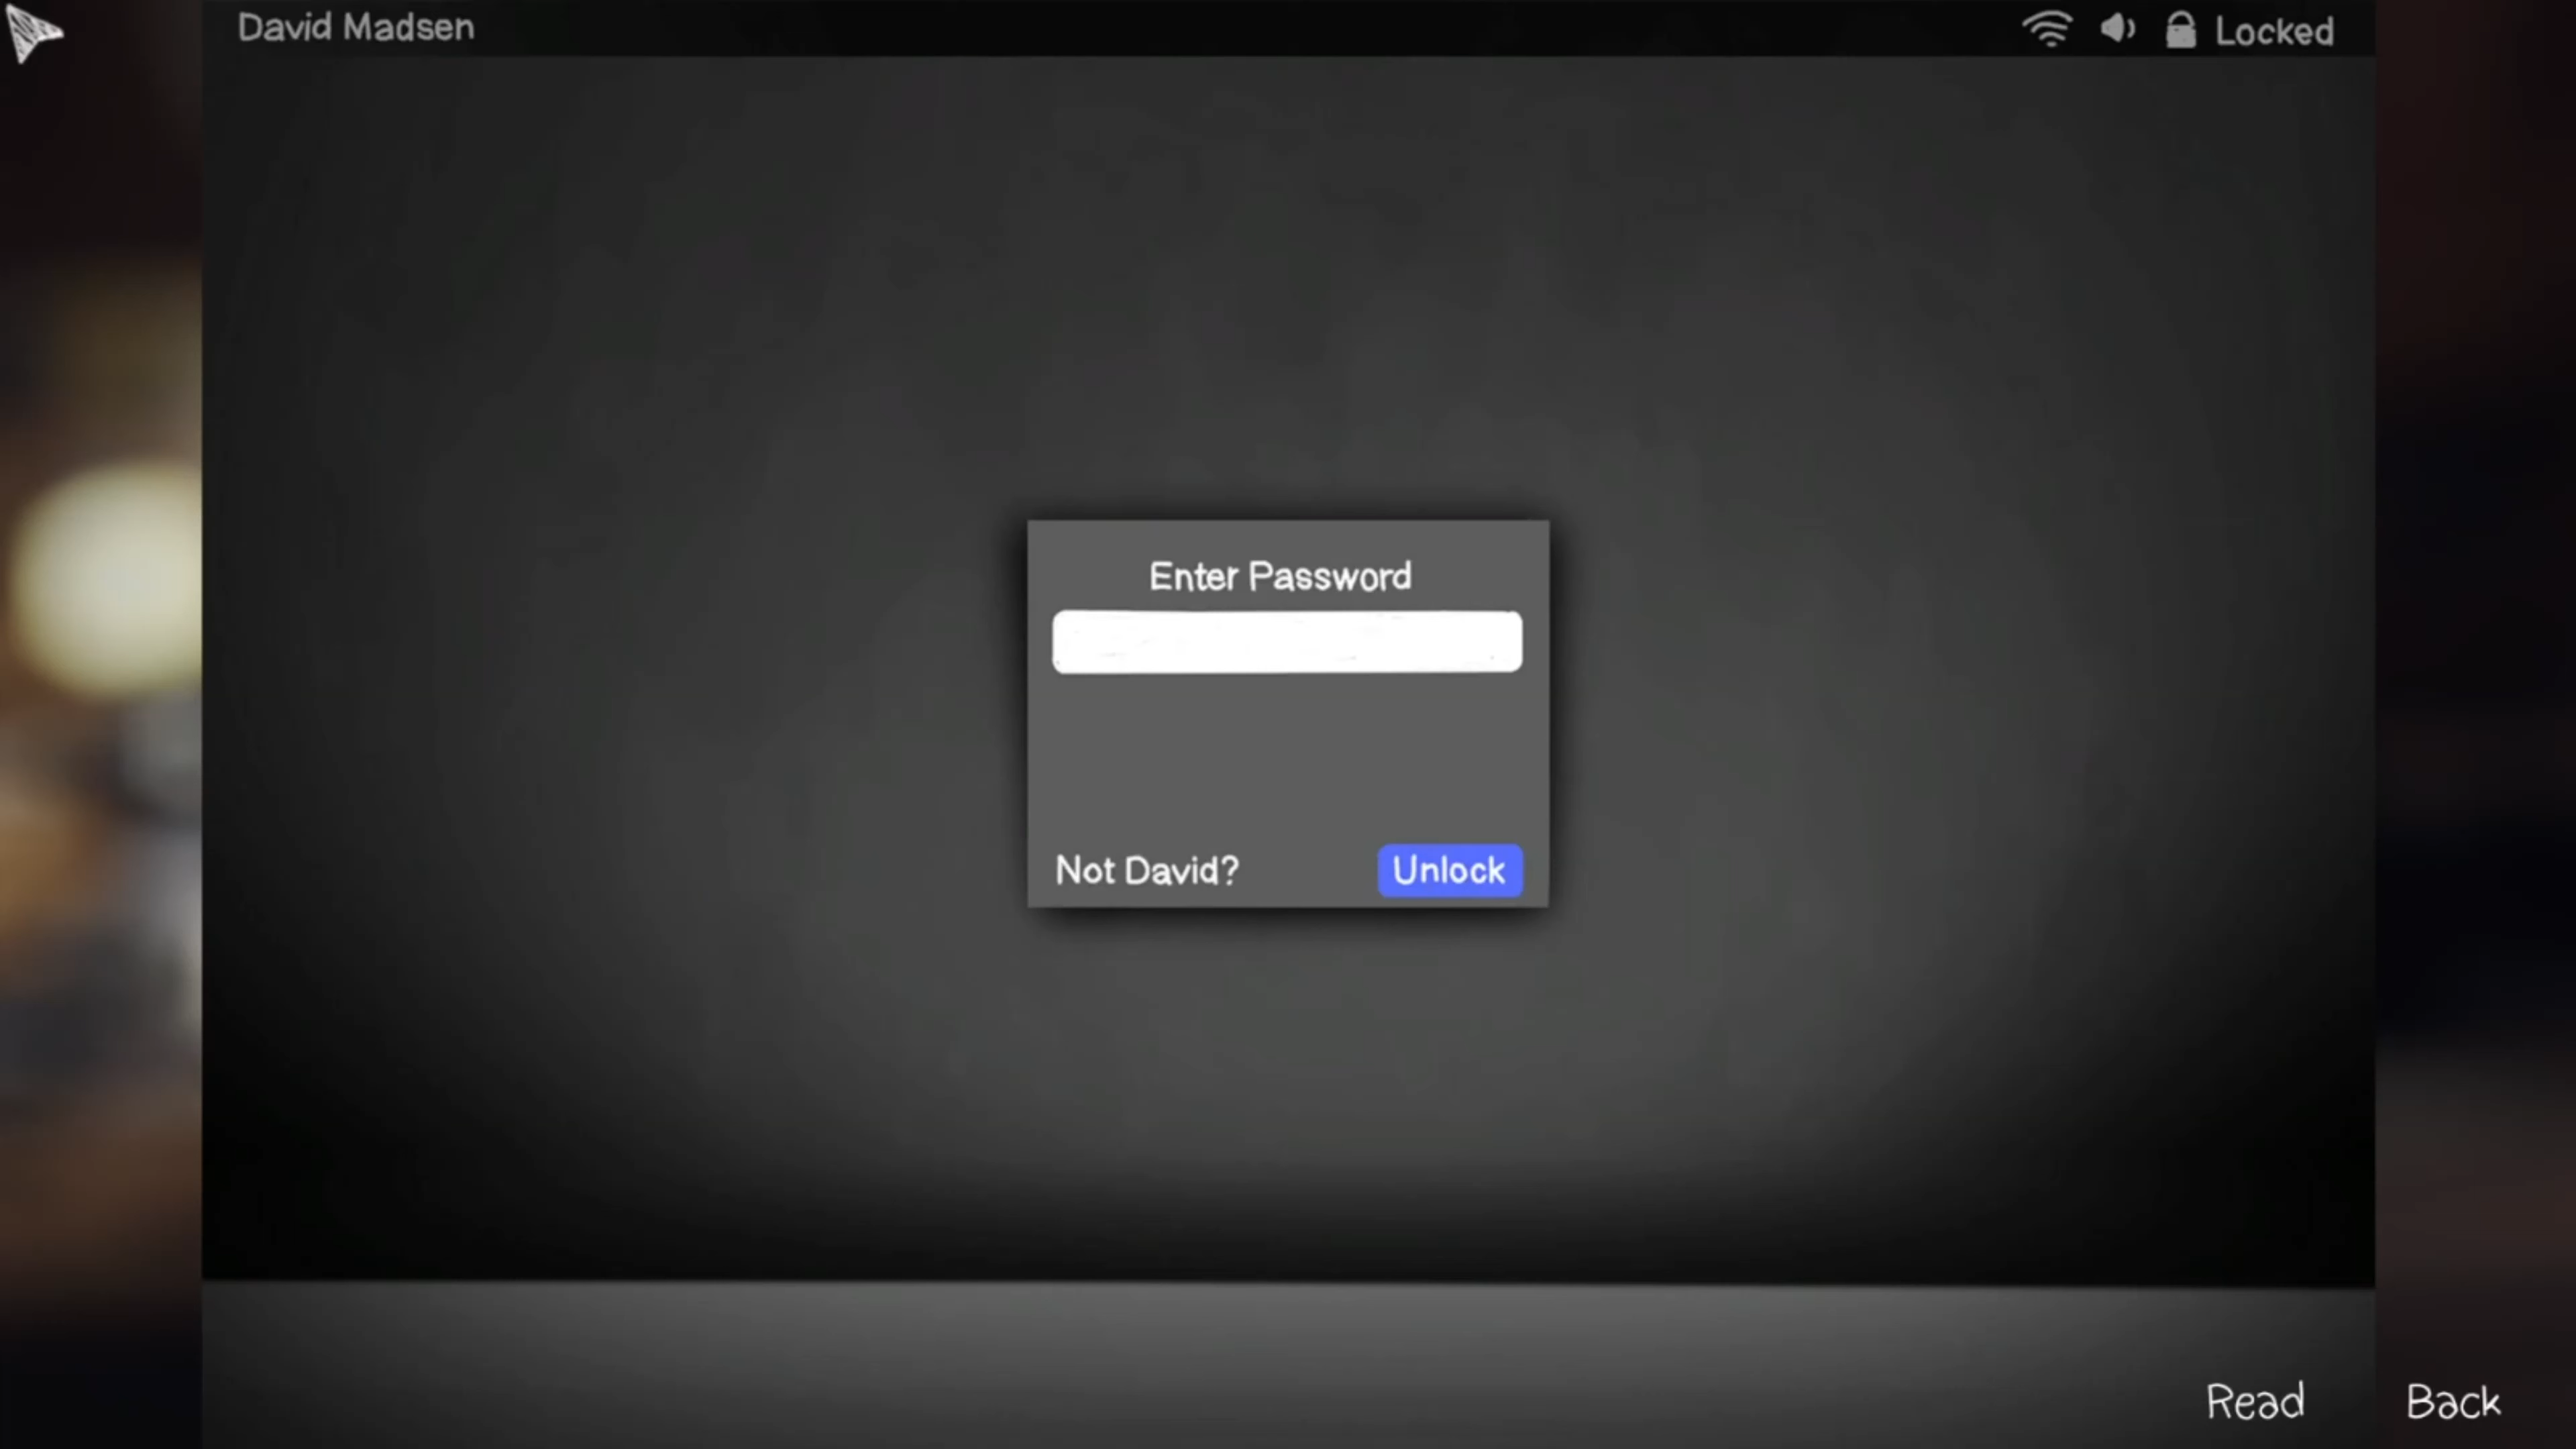 David Madsen
Locked
Enter Password
Not David?
Unlock
Read
Back